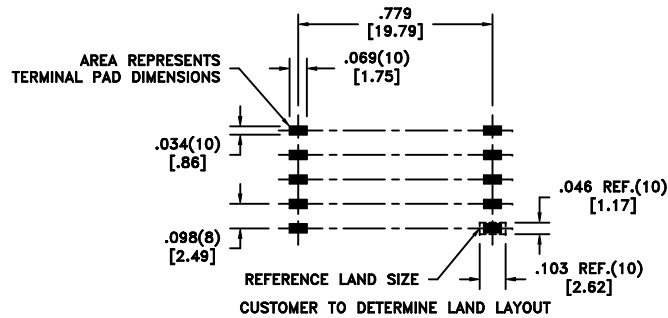 .779
[19.79]
AREA REPRESENTS
TERMINAL PAD DIMENSIONS
.069(10)
[1.75]
.034(10)
[.86]
.046 REF.(10)
[1.17]
.098(8)
[2.49]
.103 REF.(10)
[2.62]
REFERENCE LAND SIZE
CUSTOMER TO DETERMINE LAND LAYOUT